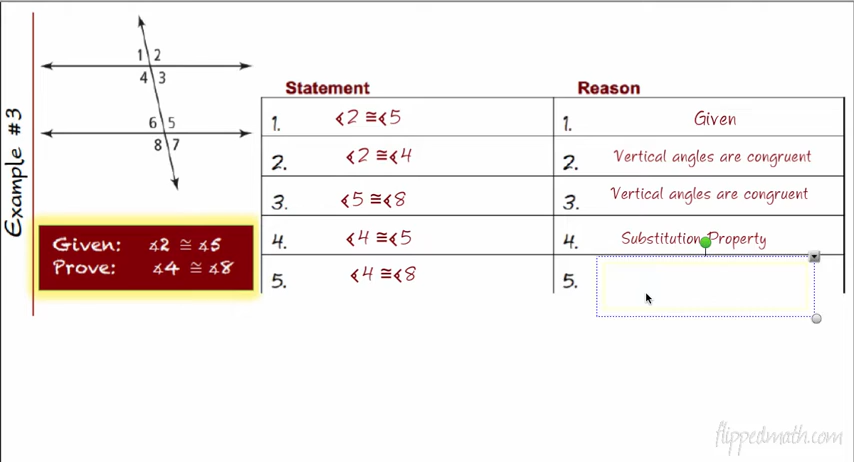 Example #3
1 2
4 3
6 5
8 7
Given: ∡2 ≅ ∡5
Prove: ∡4 ≅ ∡8
Statement Reason
1. ∢2 ≅∢5 1. Given
2. ∢2 ≅∢4 2. Vertical angles are congruent
3. ∢5 ≅∢8 3. Vertical angles are congruent
4. ∢4 ≅∢5 4. Substitution Property
5. ∢4 ≅∢8 5.
flippedmath.com